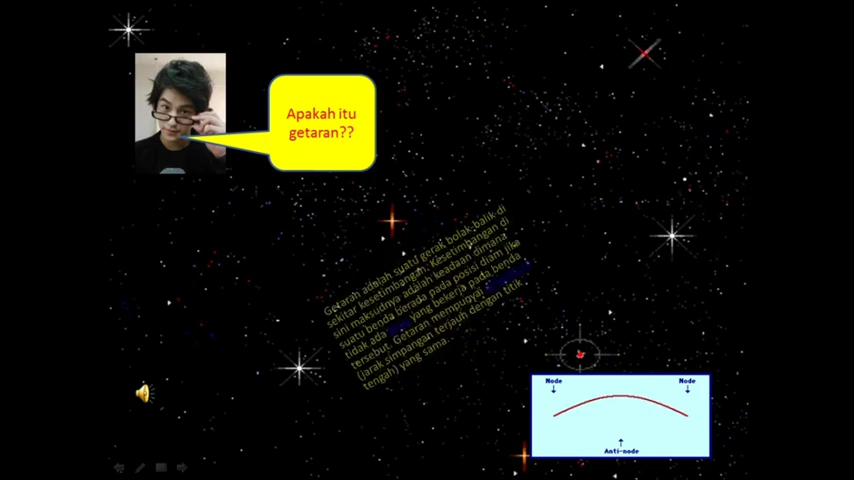 Apakah itu
getaran??
Getaran adalah suatu gerak bolak-balik di
sekitar kesetimbangan. Kesetimbangan di
sini maksudnya adalah keadaan dimana
suatu benda berada pada posisi diam jika
tidak ada yang bekerja pada benda
tersebut. Getaran mempunyai
(jarak simpangan terjauh dengan titik
tengah) yang sama.
Node Node
Anti-node